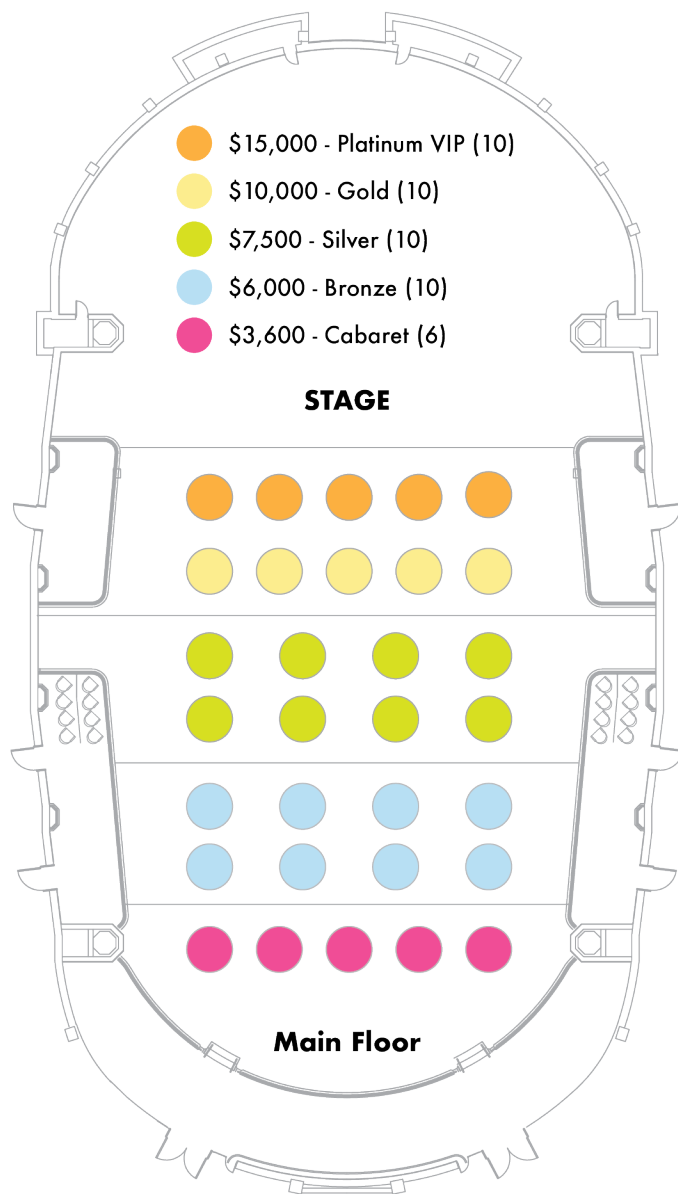 $15,000 - Platinum VIP (10)
$10,000 - Gold (10)
$7,500 - Silver (10)
$6,000 - Bronze (10)
$3,600 - Cabaret (6)
STAGE
Main Floor